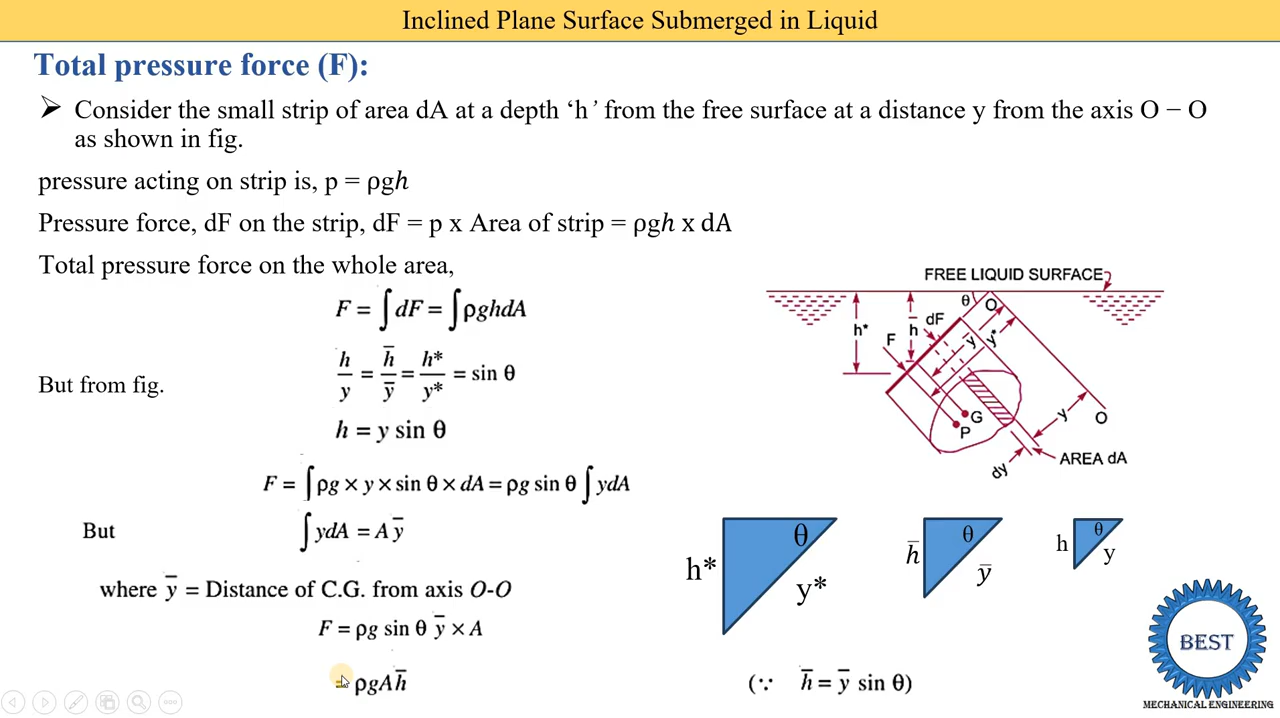 Inclined Plane Surface Submerged in Liquid
Total pressure force (F):
➢ Consider the small strip of area dA at a depth ‘h’ from the free surface at a distance y from the axis O − O
as shown in fig.
pressure acting on strip is, p = ρgh
Pressure force, dF on the strip, dF = p x Area of strip = ρgh x dA
Total pressure force on the whole area,
F = ∫ dF = ∫ ρghdA
But from fig.
h/y = h̄/ȳ = h*/y* = sin θ
h = y sin θ
F = ∫ ρg × y × sin θ × dA = ρg sin θ ∫ ydA
But ∫ ydA = A ȳ
where ȳ = Distance of C.G. from axis O-O
F = ρg sin θ ȳ × A
= ρgAh̄ (∵ h̄ = ȳ sin θ)
FREE LIQUID SURFACE
θ O
h* h̄ dF
F ȳ y*
G
P
y O
dy AREA dA
θ h* y*
θ h̄ ȳ
θ h y
BEST
MECHANICAL ENGINEERING